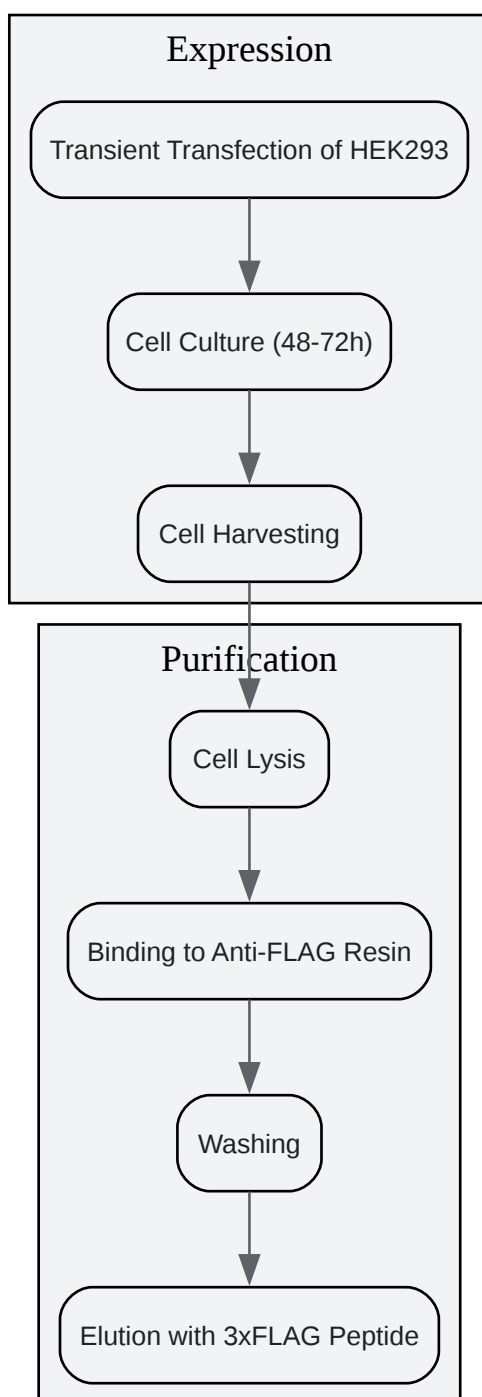 Expression
Transient Transfection of HEK293
Cell Culture (48-72h)
Cell Harvesting
Purification
Cell Lysis
Binding to Anti-FLAG Resin
Washing
Elution with 3xFLAG Peptide